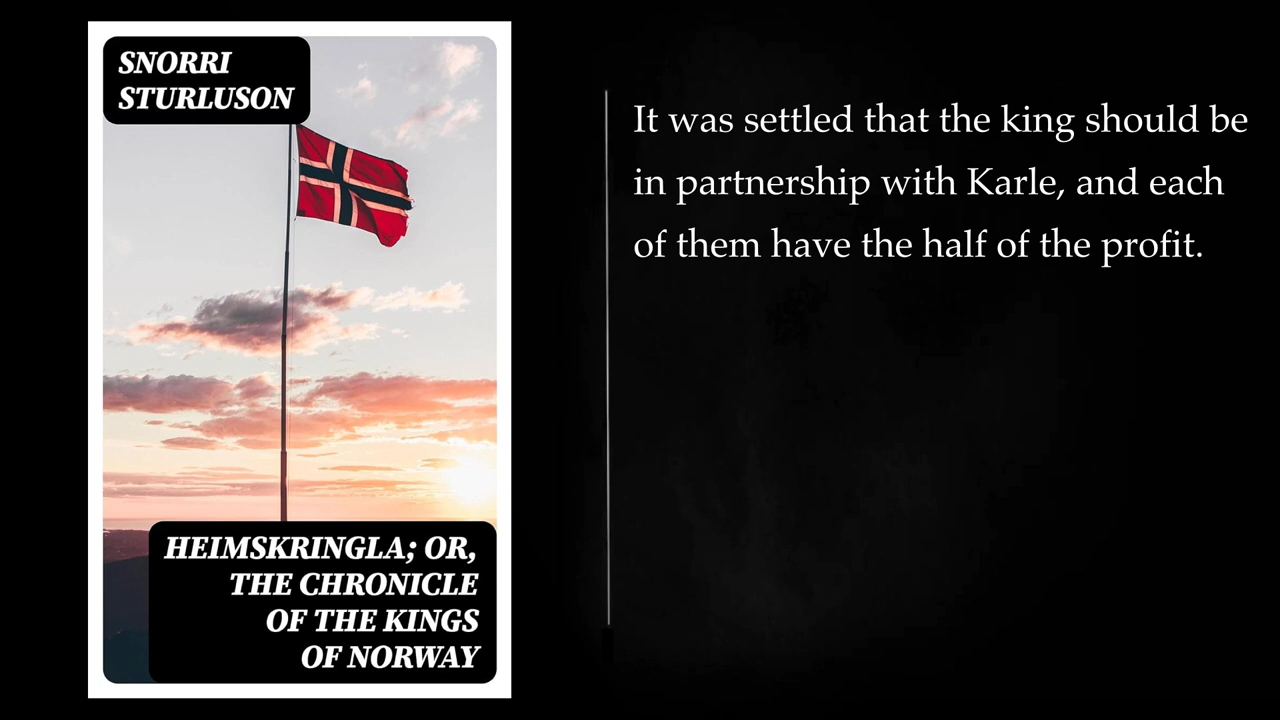 SNORRI
STURLUSON
HEIMSKRINGLA; OR,
THE CHRONICLE
OF THE KINGS
OF NORWAY
It was settled that the king should be
in partnership with Karle, and each
of them have the half of the profit.